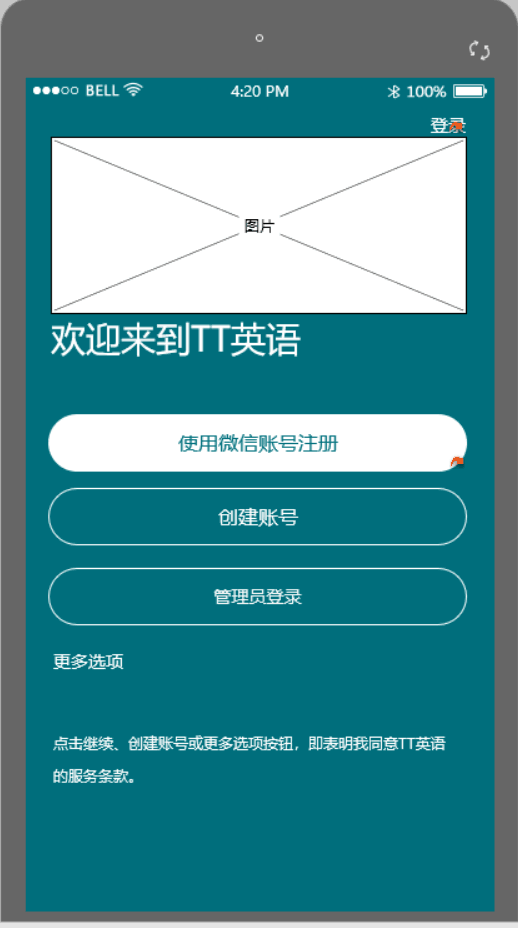 BELL 4:20 PM 100%
登录
图片
欢迎来到TT英语
使用微信账号注册
创建账号
管理员登录
更多选项
点击继续、创建账号或更多选项按钮，即表明我同意TT英语
的服务条款。